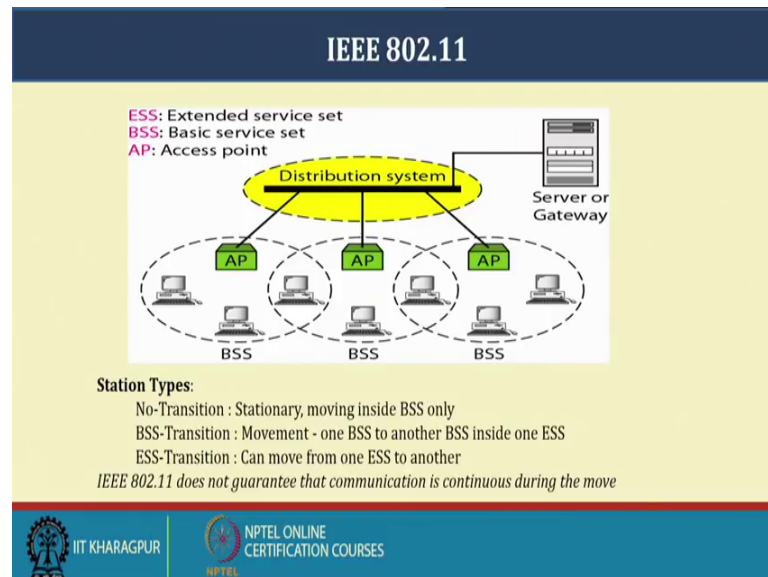 IEEE 802.11
ESS: Extended service set
BSS: Basic service set
AP: Access point
Distribution system
Server or
Gateway
AP
AP
AP
BSS
BSS
BSS
Station Types:
No-Transition : Stationary, moving inside BSS only
BSS-Transition : Movement - one BSS to another BSS inside one ESS
ESS-Transition : Can move from one ESS to another
IEEE 802.11 does not guarantee that communication is continuous during the move
IIT KHARAGPUR
NPTEL ONLINE
CERTIFICATION COURSES
NPTEL